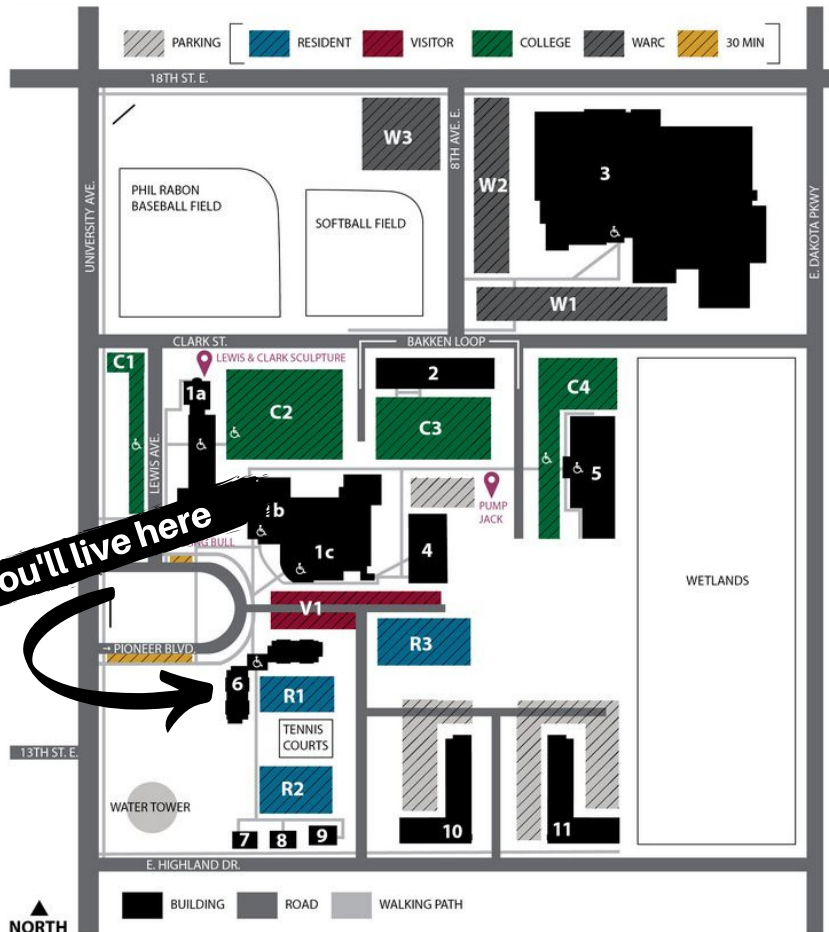 PARKING
RESIDENT
VISITOR
COLLEGE
WARC
30 MIN
18TH ST. E.
UNIVERSITY AVE.
8TH AVE. E.
E. DAKOTA PKWY
W3
W2
3
PHIL RABON
BASEBALL FIELD
SOFTBALL FIELD
W1
CLARK ST.
BAKKEN LOOP
C1
LEWIS & CLARK SCULPTURE
2
1a
C2
C3
C4
LEWIS AVE.
5
PUMP
JACK
b
1c
4
ou'll live here
BULL
WETLANDS
V1
R3
→ PIONEER BLVD.
6
R1
TENNIS
COURTS
13TH ST. E.
R2
WATER TOWER
7
8
9
10
11
E. HIGHLAND DR.
BUILDING
ROAD
WALKING PATH
NORTH